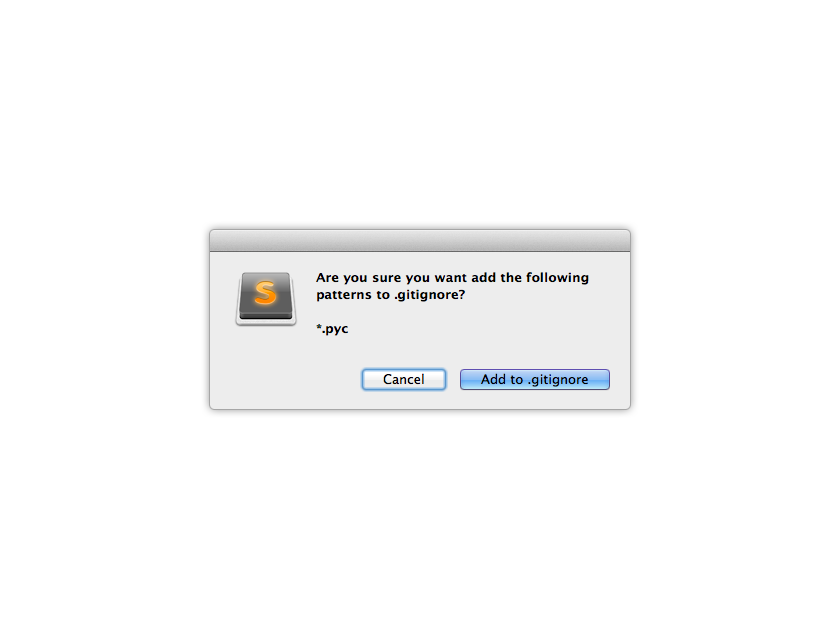 S
Are you sure you want add the following
patterns to .gitignore?
*.pyc
Cancel
Add to .gitignore